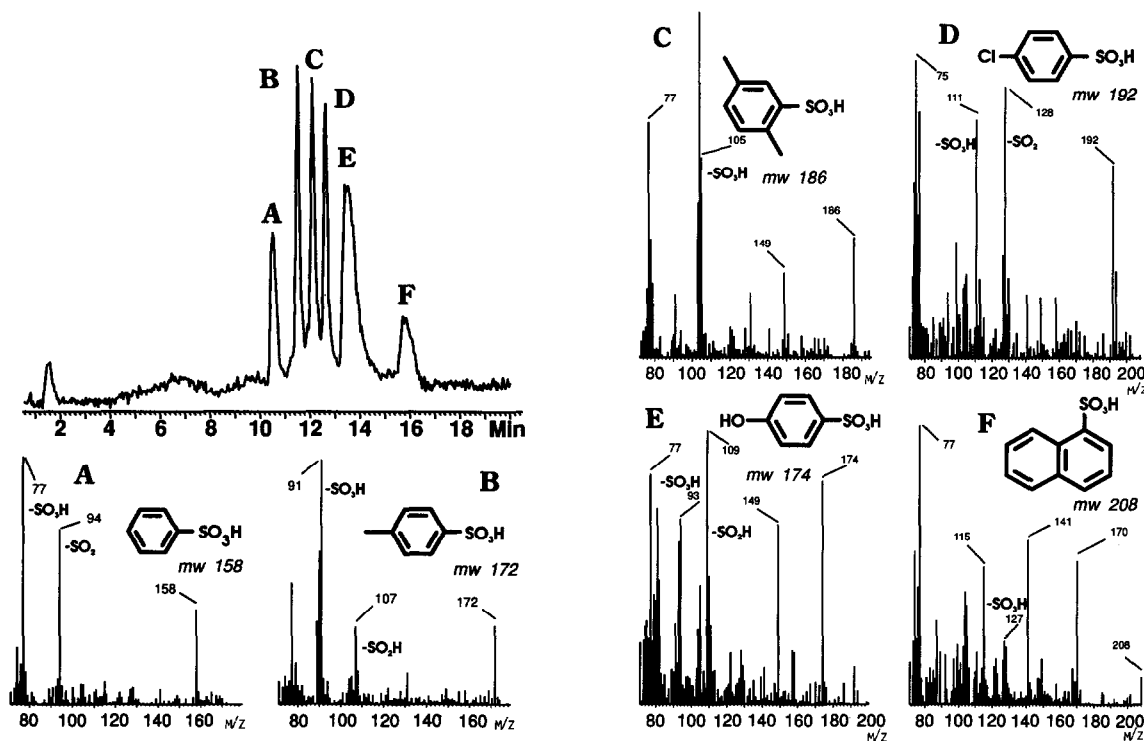 B
C
D
E
A
F
2 4 6 8 10 12 14 16 18 Min
A
77
-SO₃H
94
-SO₂
SO₃H
mw 158
158
80 100 120 140 160 M/Z
B
91
-SO₃H
SO₃H
mw 172
107
-SO₂H
172
80 100 120 140 160 M/Z
C
77
SO₃H
105
-SO₃H
mw 186
186
149
80 100 120 140 160 180 M/Z
D
Cl
SO₃H
mw 192
75
111
-SO₃H
128
-SO₂
192
80 100 120 140 160 180 200 M/Z
E
HO
SO₃H
mw 174
77
-SO₃H
93
109
-SO₂H
149
174
80 100 120 140 160 180 200 M/Z
F
SO₃H
mw 208
77
115
-SO₃H
127
141
170
208
80 100 120 140 160 180 200 M/Z